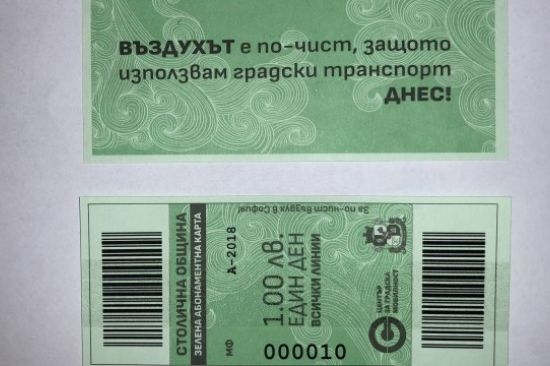 ВЪЗДУХЪТ е по-чист, защото
използвам градски транспорт
ДНЕС!
СТОЛИЧНА ОБЩИНА
ЗЕЛЕНА АБОНАМЕНТНА КАРТА
А-2018
МФ
1.00 лв.
ЕДИН ДЕН
ВСИЧКИ ЛИНИИ
000010
За по-чист въздух в София!
ЦЕНТЪР
ЗА ГРАДСКА
МОБИЛНОСТ